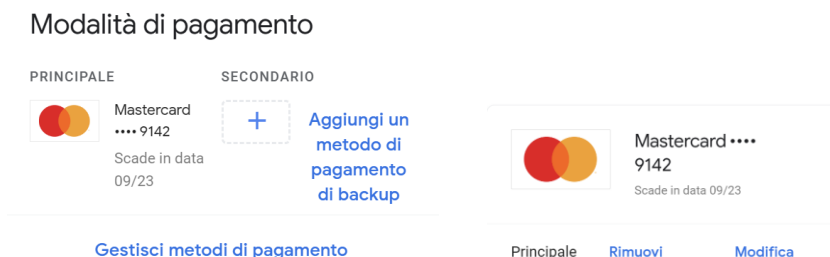 Modalità di pagamento
PRINCIPALE
SECONDARIO
Mastercard
•••• 9142
Scade in data
09/23
+
Aggiungi un
metodo di
pagamento
di backup
Gestisci metodi di pagamento
Mastercard ••••
9142
Scade in data 09/23
Principale Rimuovi Modifica